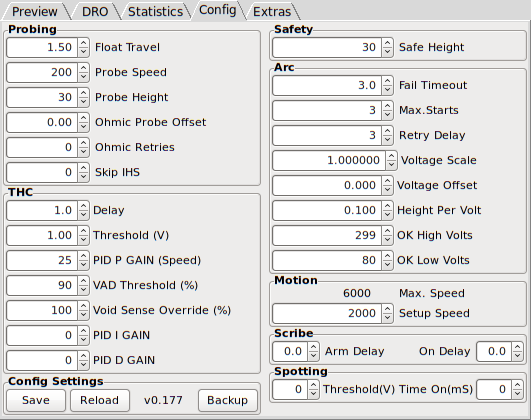 Preview DRO Statistics Config Extras
Probing
1.50 Float Travel
200 Probe Speed
30 Probe Height
0.00 Ohmic Probe Offset
0 Ohmic Retries
0 Skip IHS
THC
1.0 Delay
1.00 Threshold (V)
25 PID P GAIN (Speed)
90 VAD Threshold (%)
100 Void Sense Override (%)
0 PID I GAIN
0 PID D GAIN
Config Settings
Save Reload v0.177 Backup
Safety
30 Safe Height
Arc
3.0 Fail Timeout
3 Max.Starts
3 Retry Delay
1.000000 Voltage Scale
0.000 Voltage Offset
0.100 Height Per Volt
299 OK High Volts
80 OK Low Volts
Motion
6000 Max. Speed
2000 Setup Speed
Scribe
0.0 Arm Delay On Delay 0.0
Spotting
0 Threshold(V) Time On(mS) 0